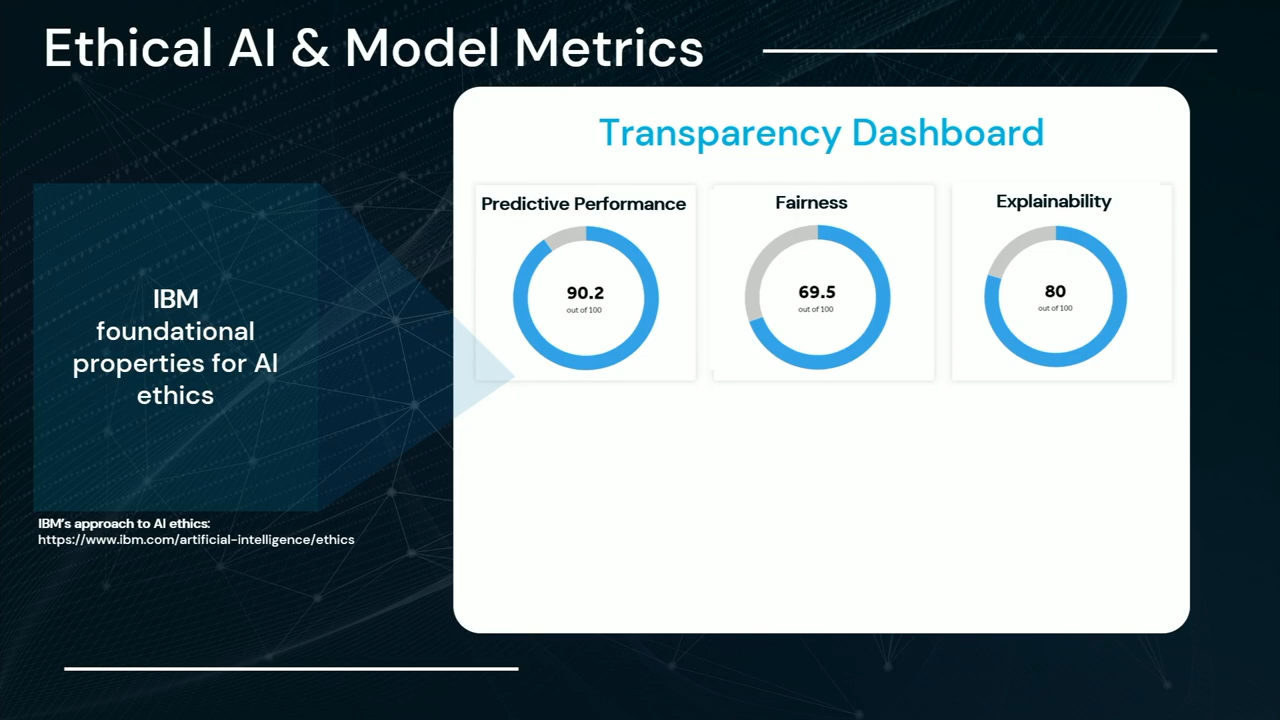 Ethical AI & Model Metrics
Transparency Dashboard
Predictive Performance
90.2
out of 100
Fairness
69.5
out of 100
Explainability
80
out of 100
IBM
foundational
properties for AI
ethics
IBM's approach to AI ethics:
https://www.ibm.com/artificial-intelligence/ethics